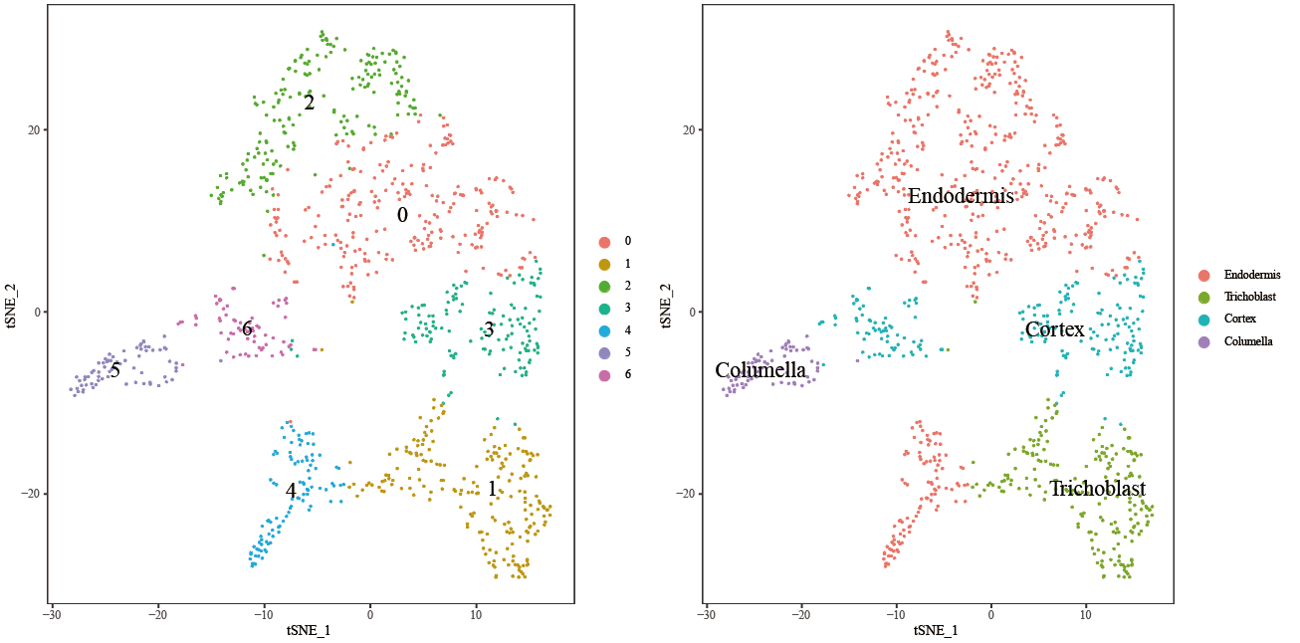 2
0
3
6
5
4
1
20
0
−20
−30
−20
−10
0
10
tSNE_1
tSNE_2
0
1
2
3
4
5
6
Endodermis
Cortex
Columella
Trichoblast
20
0
−20
−30
−20
−10
0
10
tSNE_1
tSNE_2
Endodermis
Trichoblast
Cortex
Columella